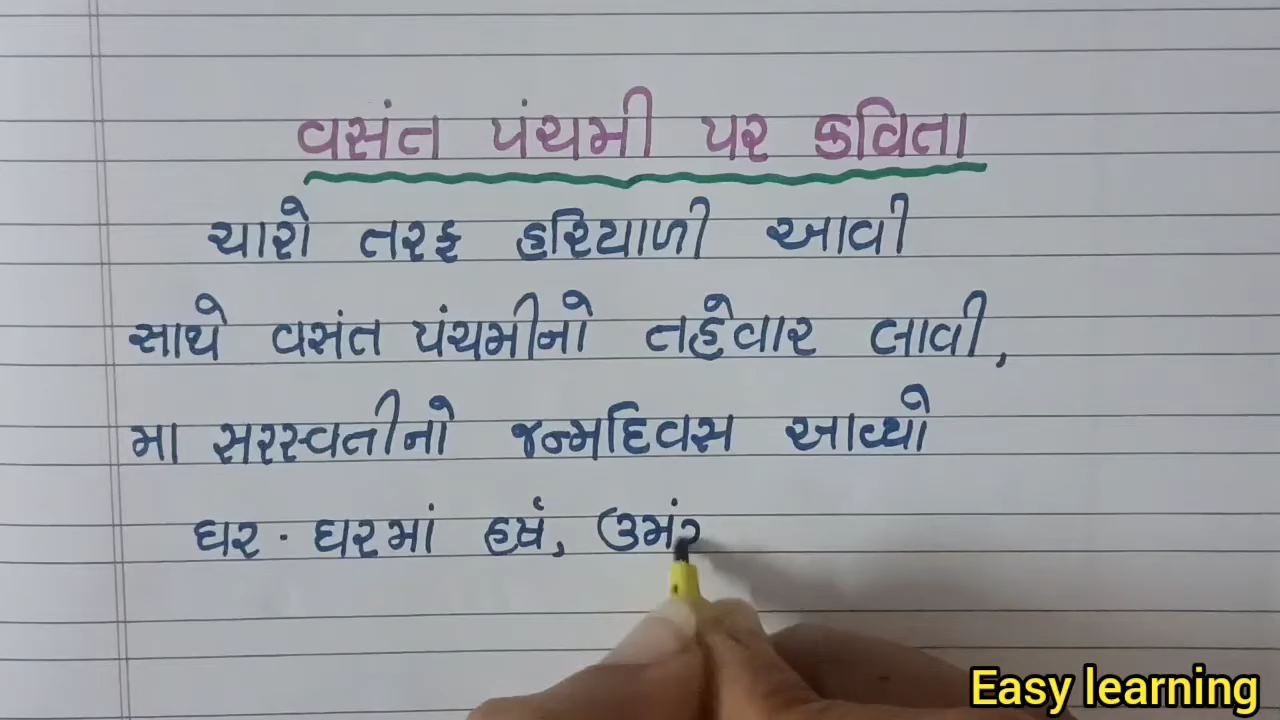 વસંત પંચમી પર કવિતા
ચારો તરફ હરિયાળી આવી
સાથે વસંત પંચમીનો તહેવાર લાવી,
મા સરસ્વતીનો જન્મદિવસ આવ્યો
ઘર - ઘરમાં હર્ષ,
Easy learning